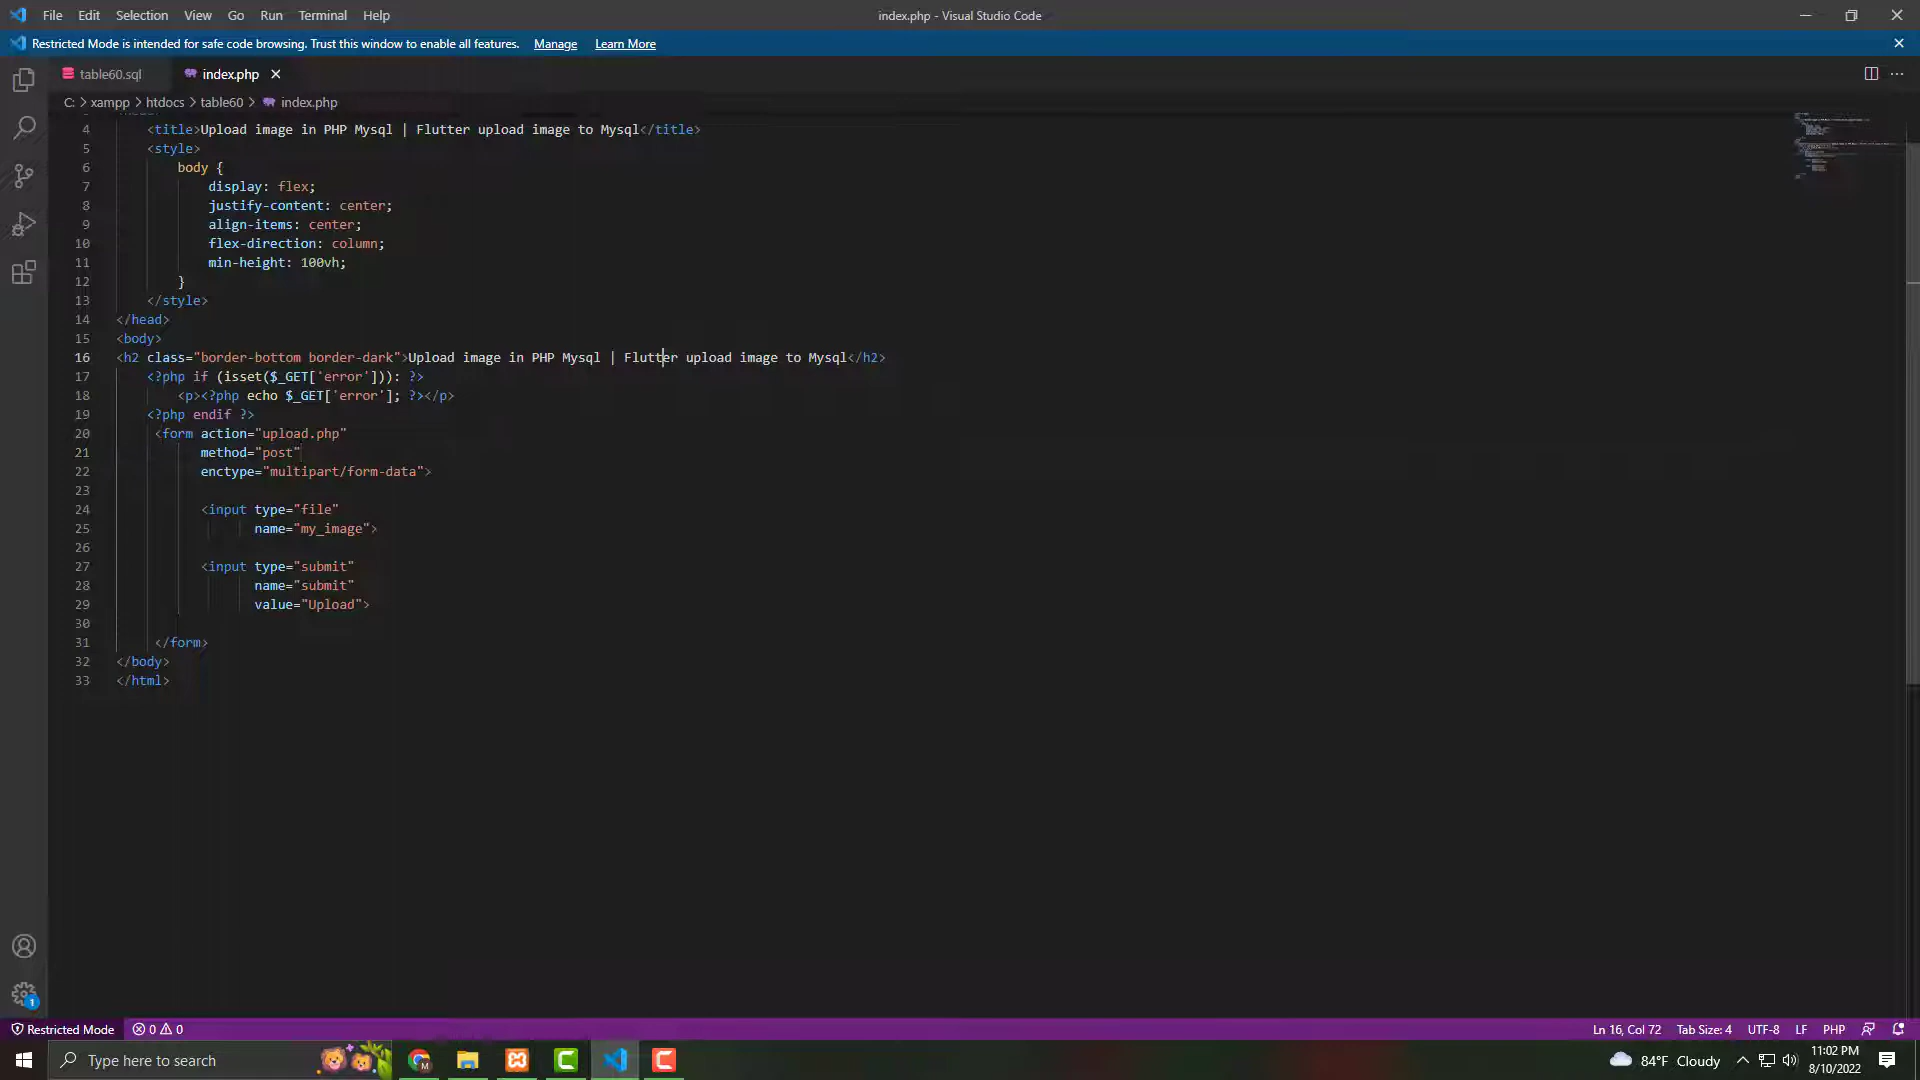 File Edit Selection View Go Run Terminal Help
index.php - Visual Studio Code
Restricted Mode is intended for safe code browsing. Trust this window to enable all features. Manage Learn More
table60.sql index.php
C: > xampp > htdocs > table60 > index.php
4 <title>Upload image in PHP Mysql | Flutter upload image to Mysql</title>
5 <style>
6 body {
7 display: flex;
8 justify-content: center;
9 align-items: center;
10 flex-direction: column;
11 min-height: 100vh;
12 }
13 </style>
14 </head>
15 <body>
16 <h2 class="border-bottom border-dark">Upload image in PHP Mysql | Flutter upload image to Mysql</h2>
17 <?php if (isset($_GET['error'])): ?>
18 <p><?php echo $_GET['error']; ?></p>
19 <?php endif ?>
20 <form action="upload.php"
21 method="post"
22 enctype="multipart/form-data">
23
24 <input type="file"
25 name="my_image">
26
27 <input type="submit"
28 name="submit"
29 value="Upload">
30
31 </form>
32 </body>
33 </html>
1
Restricted Mode 0 0
Ln 16, Col 72 Tab Size: 4 UTF-8 LF PHP
Type here to search
M
84°F Cloudy
11:02 PM
8/10/2022